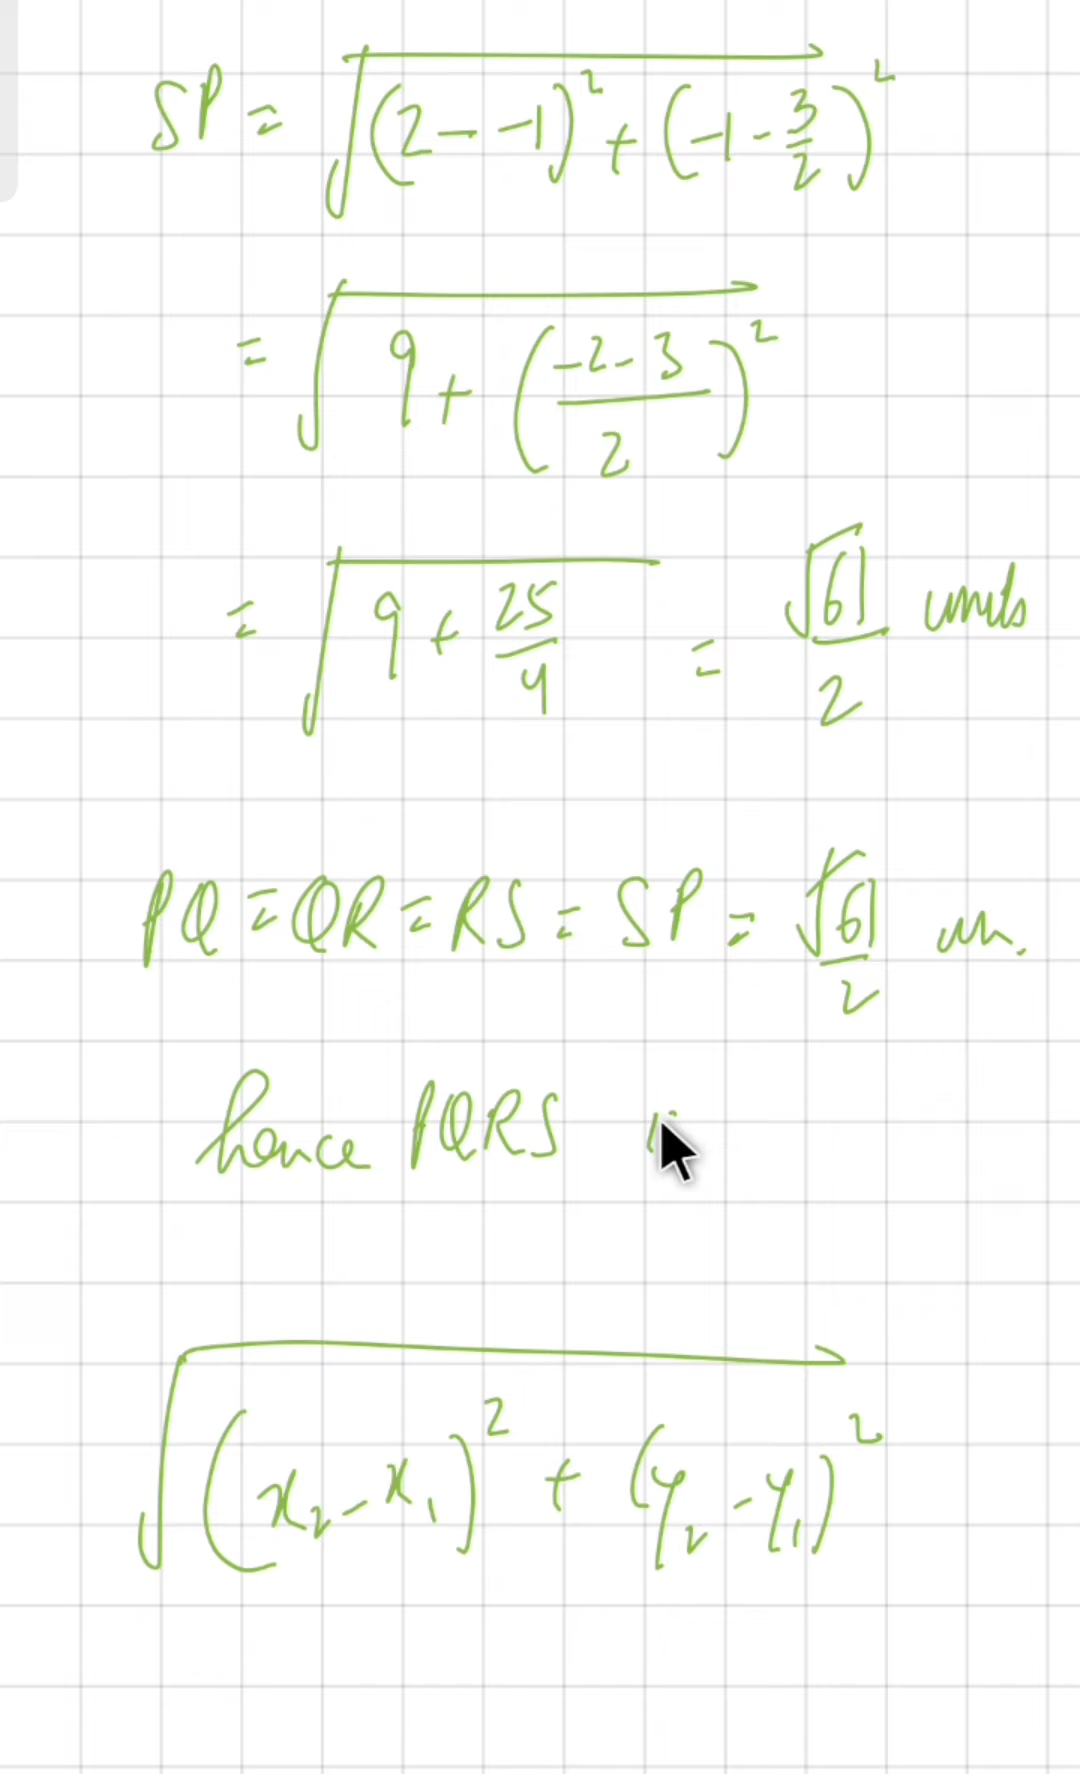 SP = √((2 - -1)² + (-1 - 3/2)²)
= √(9 + ((-2 - 3)/2)²)
= √(9 + 25/4) = √61/2 units
PQ = QR = RS = SP = √61/2 un.
hence PQRS
√((x₂ - x₁)² + (y₂ - y₁)²)